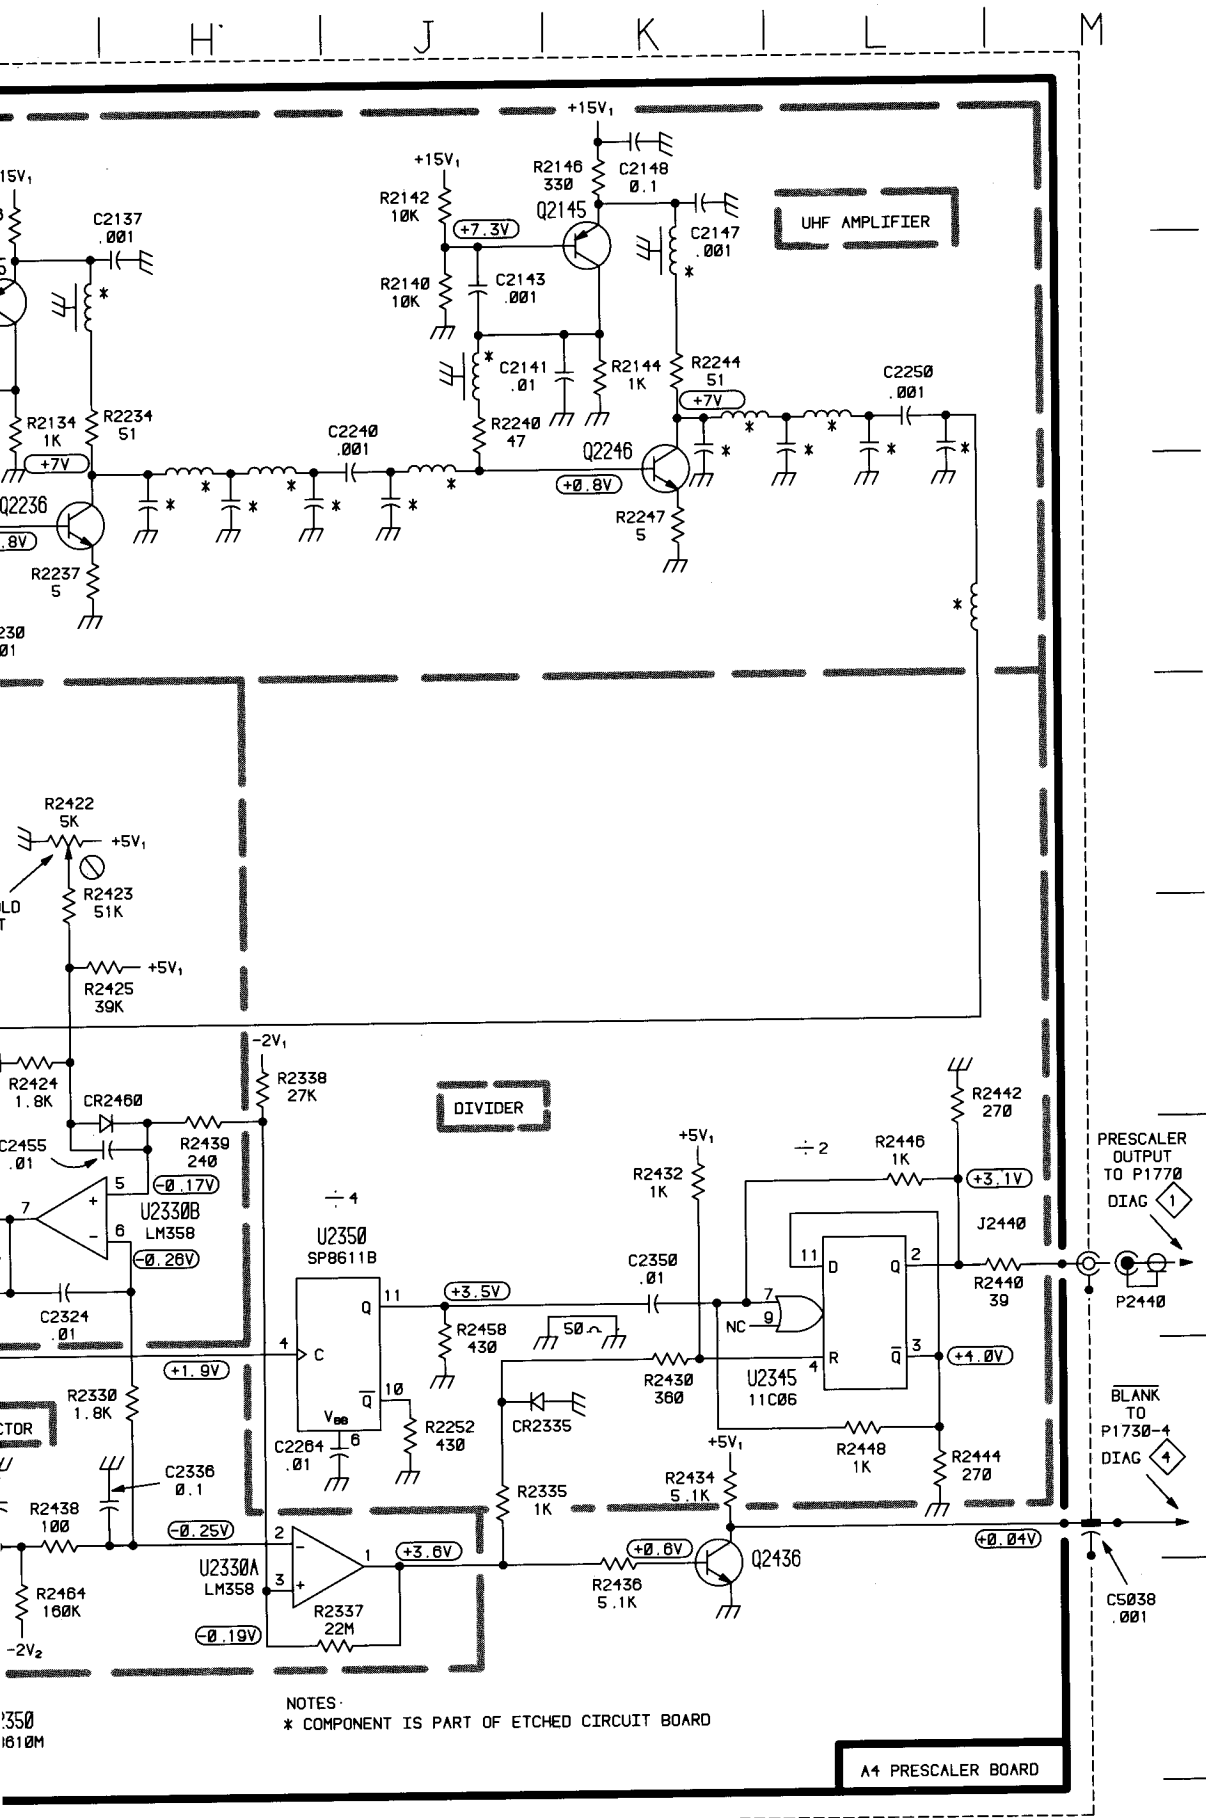 H
J
K
L
M
+15V₁
C2148
0.1
R2146
330
+15V₁
R2142
10K
Q2145
+7.3V
C2147
.001
*
UHF AMPLIFIER
15V₁
C2137
.001
*
R2140
10K
C2143
.001
*
C2141
.01
R2144
1K
R2244
51
+7V
C2250
.001
R2134
1K
R2234
51
+7V
C2240
.001
R2240
47
Q2246
+0.8V
*
*
*
*
*
*
Q2236
.8V
*
*
*
*
*
*
*
R2247
5
R2237
5
*
230
01
R2422
5K
+5V₁
R2423
51K
LD
T
+5V₁
R2425
39K
-2V₁
R2424
1.8K
CR2460
R2338
27K
DIVIDER
R2442
270
C2455
.01
R2439
240
+5V₁
÷2
R2446
1K
R2432
1K
PRESCALER
OUTPUT
TO P1770
DIAG 1
+3.1V
7
5
+
-
6
-0.17V
U2330B
LM358
-0.26V
÷4
U2350
SP8611B
J2440
C2350
.01
11
D
Q
2
R2440
39
P2440
C2324
.01
Q
11
+3.5V
7
NC
9
R2458
430
50Ω
4
C
+1.9V
R
4
Q̅
3
+4.0V
R2430
360
U2345
11C06
Q̅
10
R2330
1.8K
CR2335
BLANK
TO
P1730-4
DIAG 4
CTOR
V_BB
6
C2264
.01
R2252
430
+5V₁
R2448
1K
R2444
270
C2336
0.1
R2434
5.1K
R2335
1K
R2438
100
-0.25V
2
-
1
+3.6V
+0.6V
Q2436
+0.04V
U2330A
LM358
3
+
R2464
160K
R2436
5.1K
C5038
.001
R2337
22M
-0.19V
-2V₂
NOTES
* COMPONENT IS PART OF ETCHED CIRCUIT BOARD
2350
8610M
A4 PRESCALER BOARD